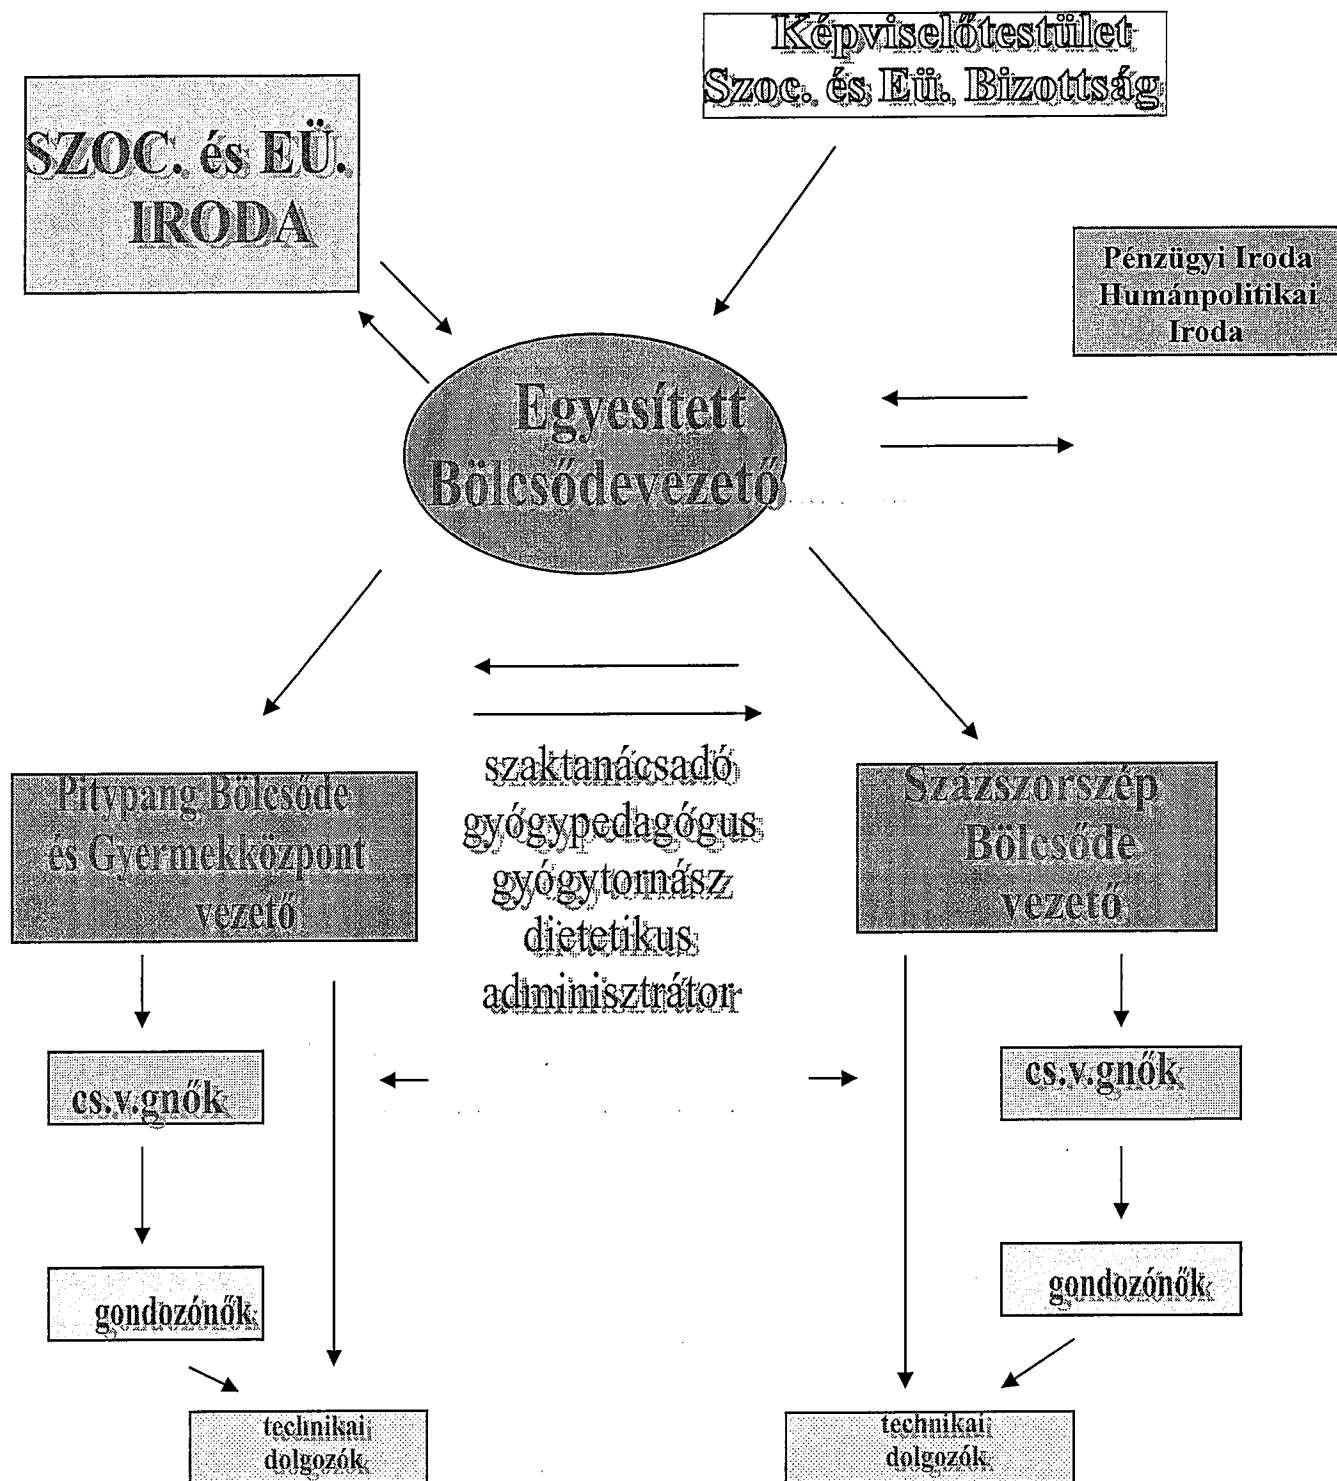 Képviselőtestület
Szoc. és Eü. Bizottság
SZOC. és EÜ.
IRODA
Pénzügyi Iroda
Humánpolitikai
Iroda
Egyesített
Bölcsődevezető
Pitypang Bölcsőde
és Gyermekközpont
vezető
szaktanácsadó
gyógypedagógus
gyógytornász
dietetikus
adminisztrátor
Százszorszép
Bölcsőde
vezető
cs.v.gnők
cs.v.gnők
gondozónők
gondozónők
technikai
dolgozók
technikai
dolgozók